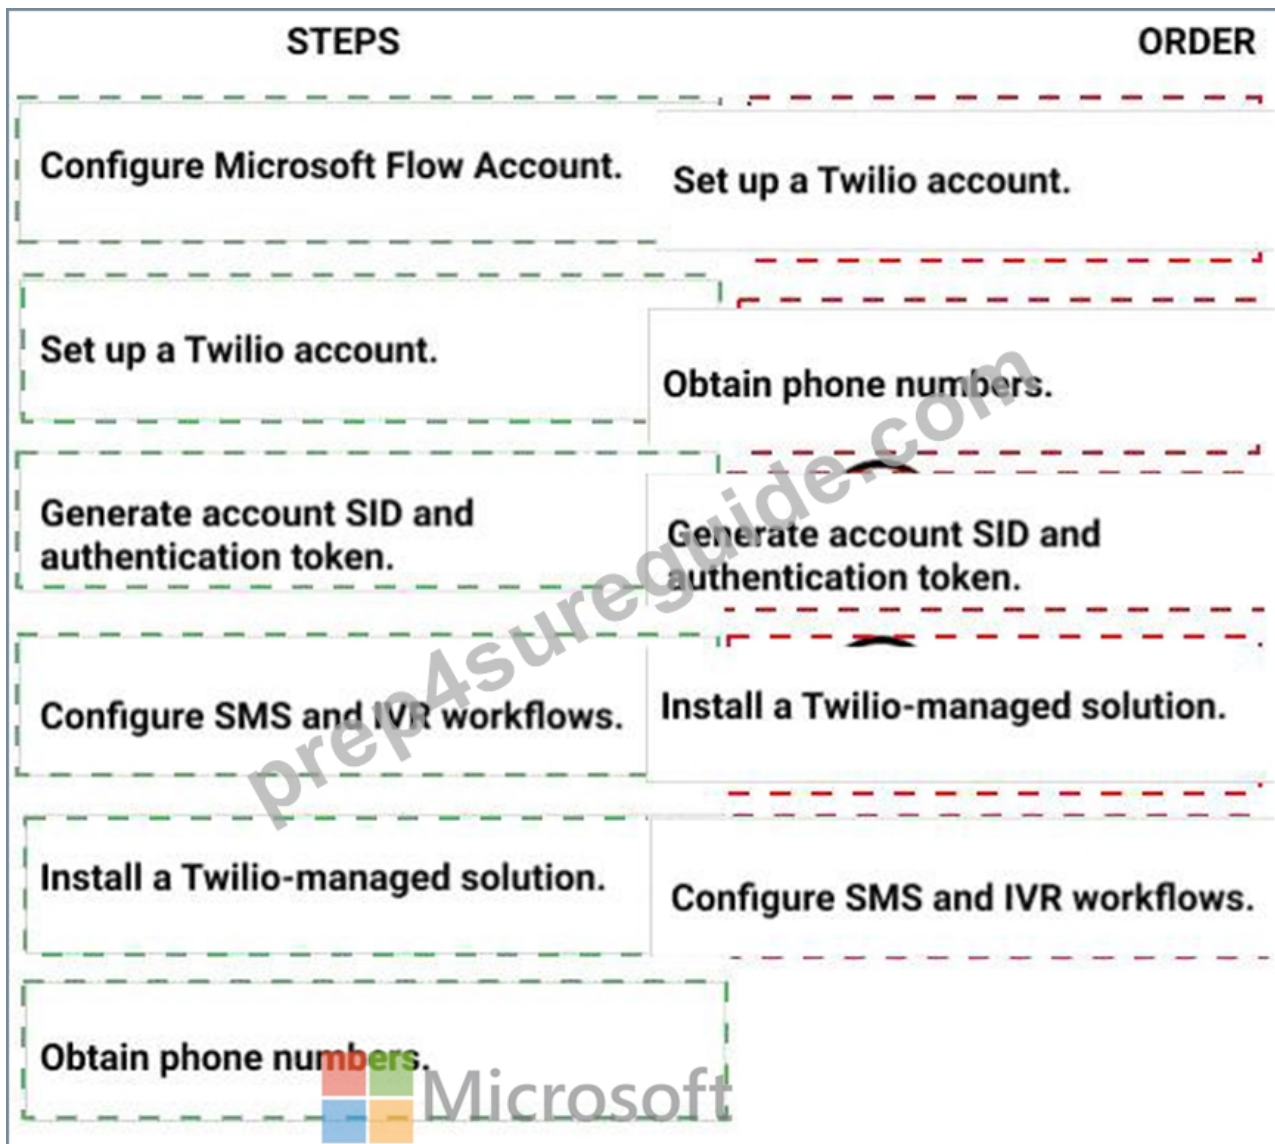 STEPS
ORDER
Configure Microsoft Flow Account.
Set up a Twilio account.
Set up a Twilio account.
Obtain phone numbers.
Generate account SID and
authentication token.
Generate account SID and
authentication token.
Configure SMS and IVR workflows.
Install a Twilio-managed solution.
Install a Twilio-managed solution.
Configure SMS and IVR workflows.
Obtain phone numbers.
Microsoft
prep4sureguide.com